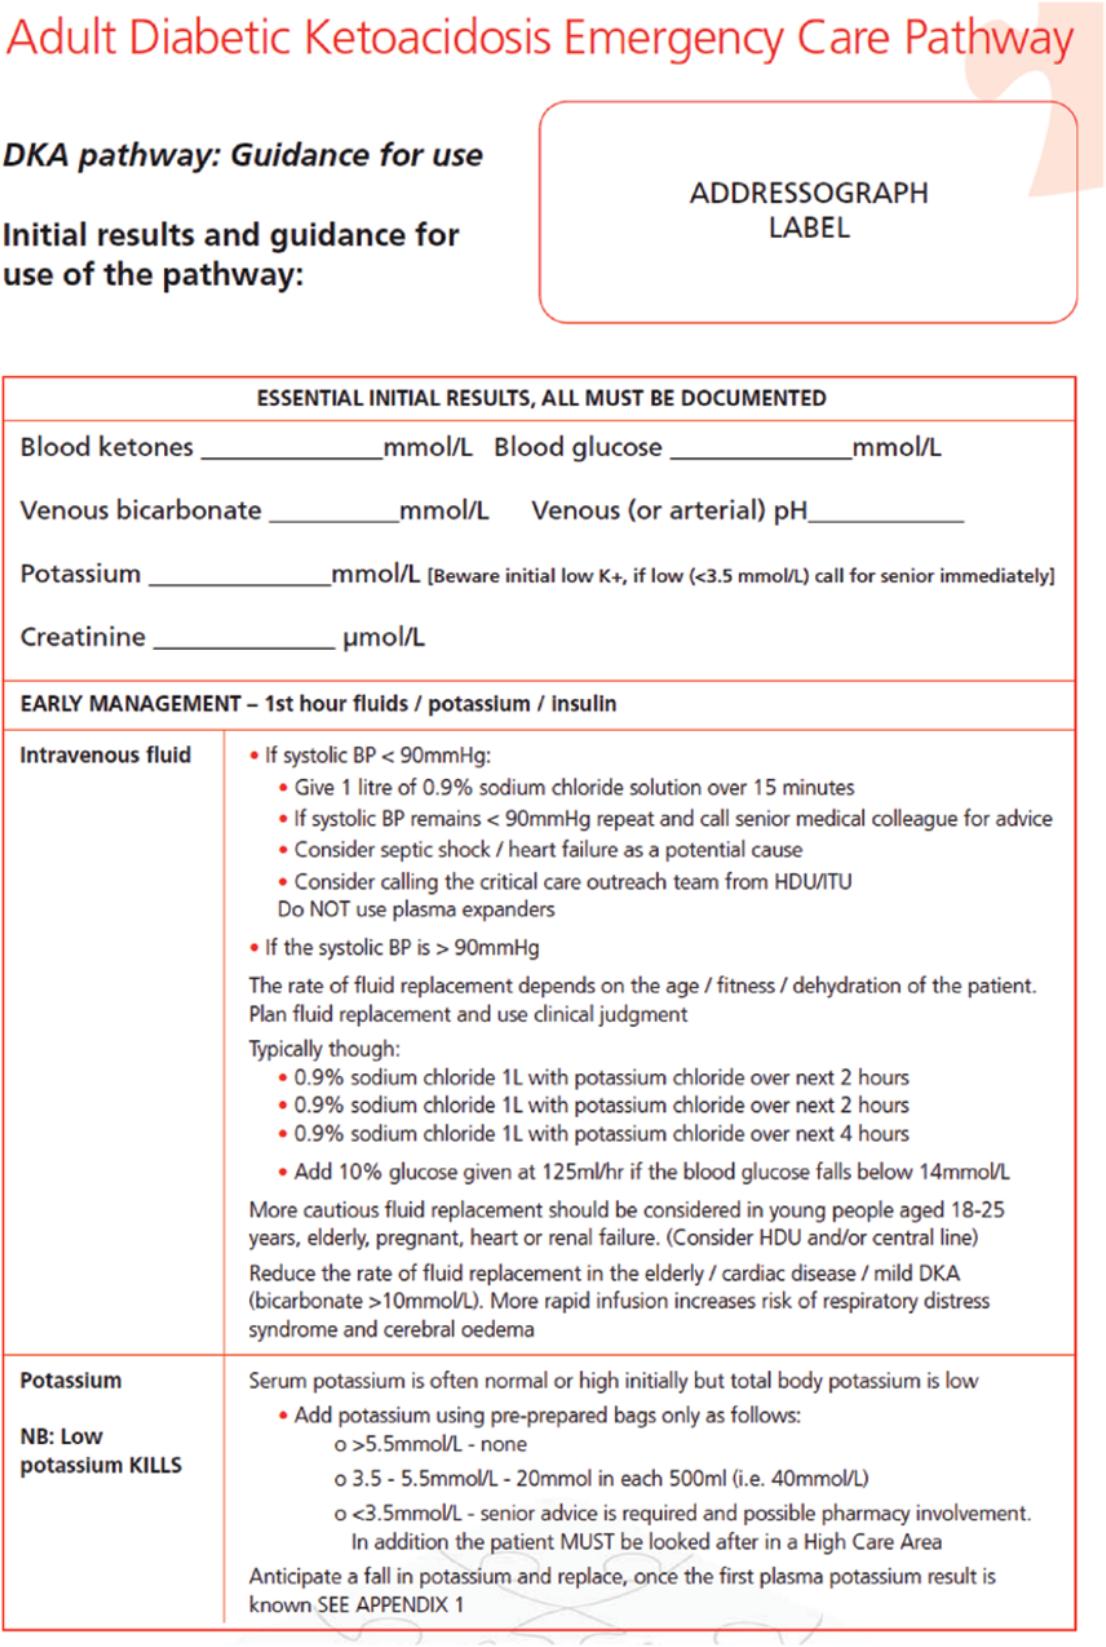 Adult Diabetic Ketoacidosis Emergency Care Pathway
DKA pathway: Guidance for use
Initial results and guidance for
use of the pathway:
ADDRESSOGRAPH
LABEL
ESSENTIAL INITIAL RESULTS, ALL MUST BE DOCUMENTED
Blood ketones ____________mmol/L Blood glucose ____________mmol/L
Venous bicarbonate _________mmol/L Venous (or arterial) pH___________
Potassium ____________mmol/L [Beware initial low K+, if low (<3.5 mmol/L) call for senior immediately]
Creatinine ____________ µmol/L
EARLY MANAGEMENT – 1st hour fluids / potassium / insulin
Intravenous fluid
• If systolic BP < 90mmHg:
• Give 1 litre of 0.9% sodium chloride solution over 15 minutes
• If systolic BP remains < 90mmHg repeat and call senior medical colleague for advice
• Consider septic shock / heart failure as a potential cause
• Consider calling the critical care outreach team from HDU/ITU
Do NOT use plasma expanders
• If the systolic BP is > 90mmHg
The rate of fluid replacement depends on the age / fitness / dehydration of the patient.
Plan fluid replacement and use clinical judgment
Typically though:
• 0.9% sodium chloride 1L with potassium chloride over next 2 hours
• 0.9% sodium chloride 1L with potassium chloride over next 2 hours
• 0.9% sodium chloride 1L with potassium chloride over next 4 hours
• Add 10% glucose given at 125ml/hr if the blood glucose falls below 14mmol/L
More cautious fluid replacement should be considered in young people aged 18-25
years, elderly, pregnant, heart or renal failure. (Consider HDU and/or central line)
Reduce the rate of fluid replacement in the elderly / cardiac disease / mild DKA
(bicarbonate >10mmol/L). More rapid infusion increases risk of respiratory distress
syndrome and cerebral oedema
Potassium
NB: Low
potassium KILLS
Serum potassium is often normal or high initially but total body potassium is low
• Add potassium using pre-prepared bags only as follows:
o >5.5mmol/L - none
o 3.5 - 5.5mmol/L - 20mmol in each 500ml (i.e. 40mmol/L)
o <3.5mmol/L - senior advice is required and possible pharmacy involvement.
In addition the patient MUST be looked after in a High Care Area
Anticipate a fall in potassium and replace, once the first plasma potassium result is
known SEE APPENDIX 1